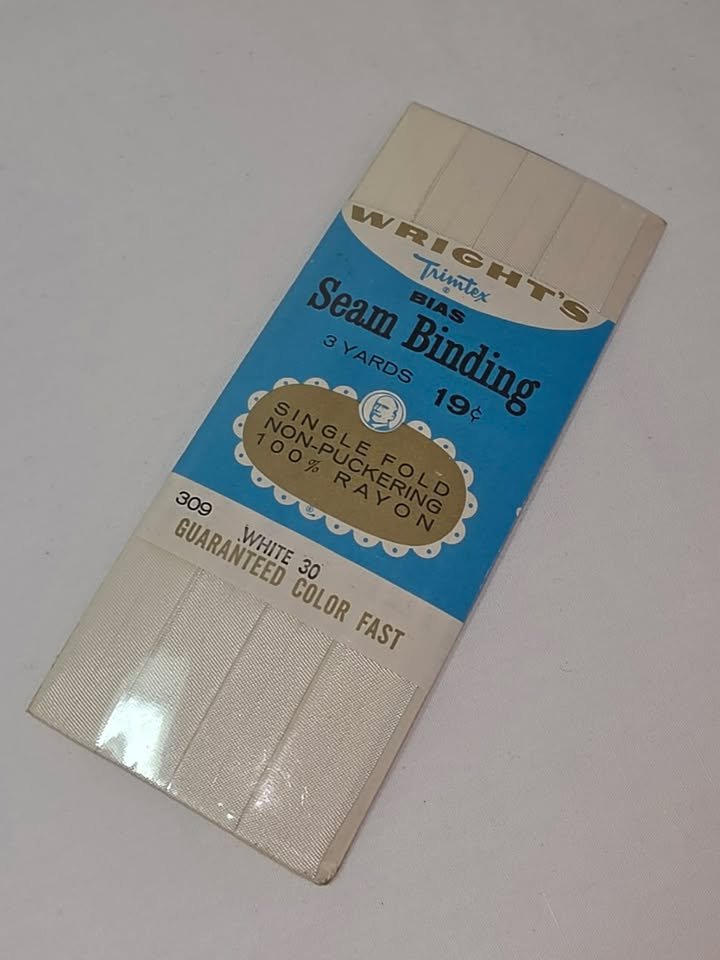 WRIGHT'S
Trimtex
®
BIAS
Seam Binding
3 YARDS 19¢
SINGLE FOLD
NON-PUCKERING
100% RAYON
®
309 WHITE 30
GUARANTEED COLOR FAST